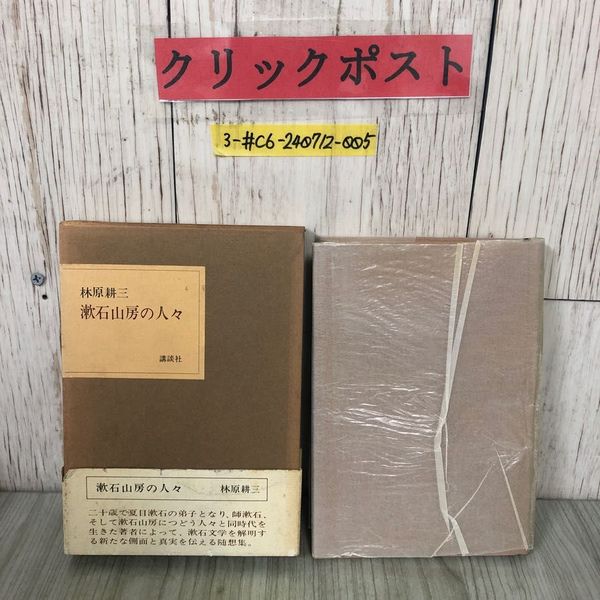 クリックポスト
3-#C6-240712-005
林原耕三
漱石山房の人々
講談社
漱石山房の人々 林原耕三
二十歳で夏目漱石の弟子となり、師漱石、
そして漱石山房につどう人々と同時代を
生きた著者によって、漱石文学を解明す
る新たな側面と真実を伝える随想集。